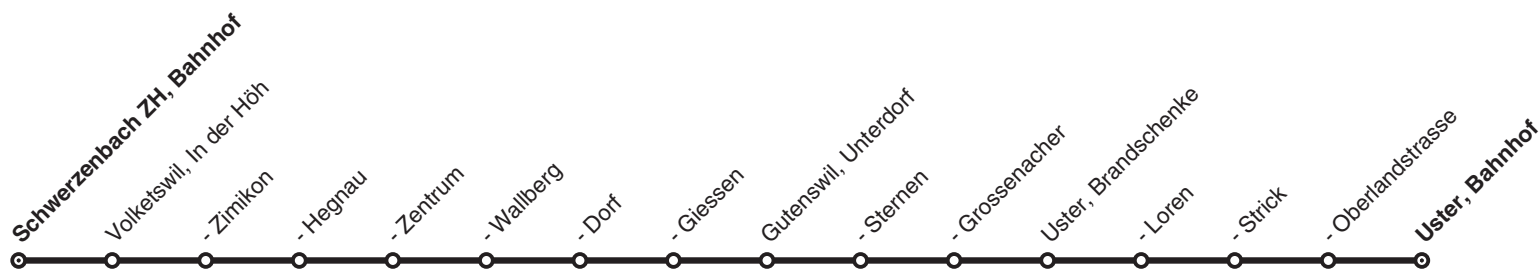 Schwerzenbach ZH, Bahnhof
Volketswil, In der Höh
- Zimikon
- Hegnau
- Zentrum
- Wallberg
- Dorf
- Giessen
Gutenswil, Unterdorf
- Sternen
- Grossenacher
Uster, Brandschenke
- Loren
- Strick
- Oberlandstrasse
Uster, Bahnhof